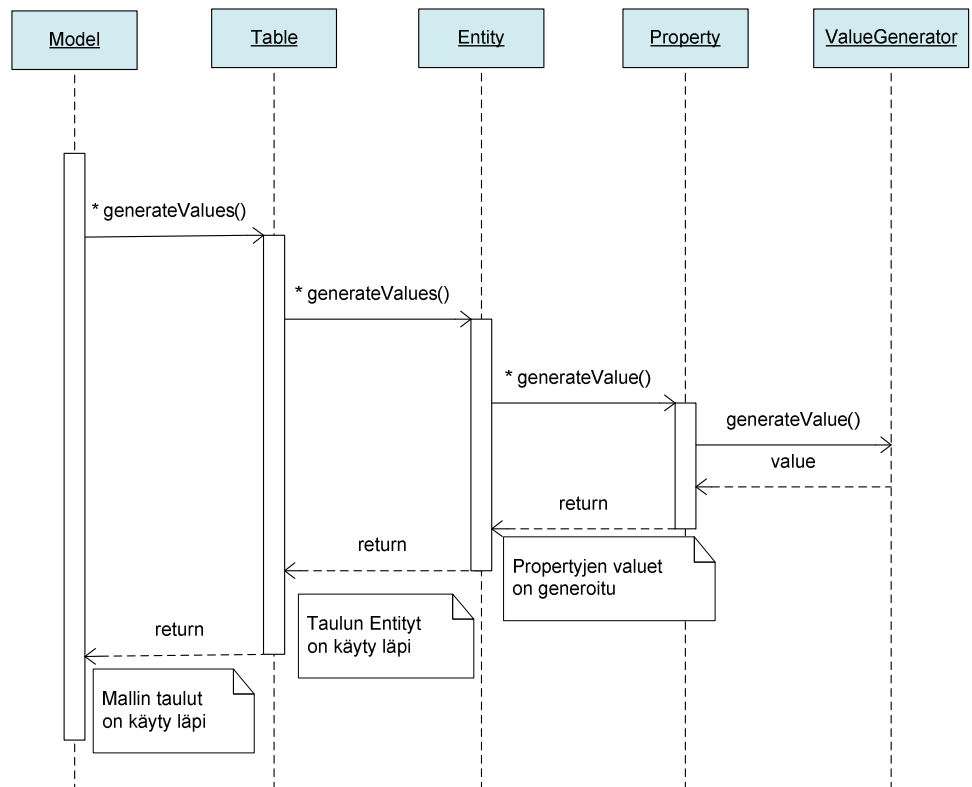 Model
Table
Entity
Property
ValueGenerator
* generateValues()
* generateValues()
* generateValue()
generateValue()
value
return
return
Propertyjen valuet
on generoitu
Taulun Entityt
on käyty läpi
return
Mallin taulut
on käyty läpi